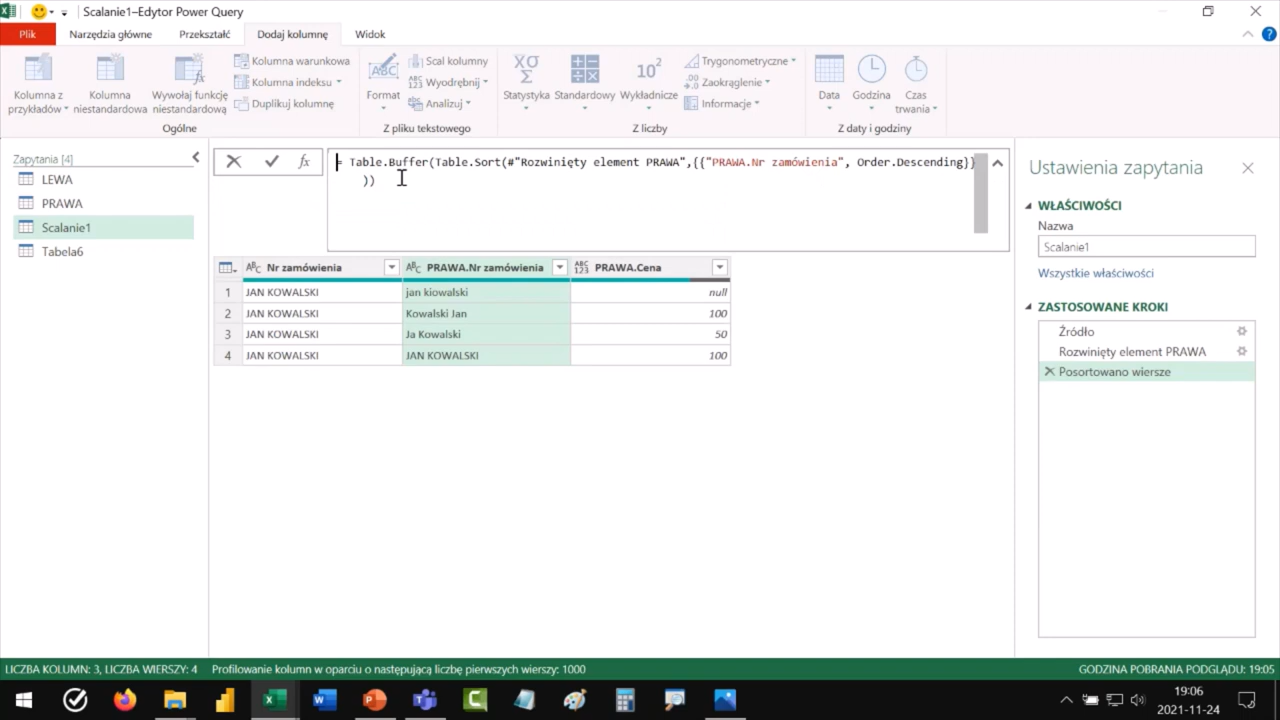 Scalanie1–Edytor Power Query
Plik
Narzędzia główne
Przekształć
Dodaj kolumnę
Widok
Kolumna z przykładów
Kolumna niestandardowa
Wywołaj funkcję niestandardową
Kolumna warunkowa
Kolumna indeksu
Duplikuj kolumnę
Ogólne
Format
Scal kolumny
Wyodrębnij
Analizuj
Z pliku tekstowego
Statystyka
Standardowy
Wykładnicze
Trygonometryczne
Zaokrąglenie
Informacje
Z liczby
Data
Godzina
Czas trwania
Z daty i godziny
Zapytania [4]
LEWA
PRAWA
Scalanie1
Tabela6
= Table.Buffer(Table.Sort(#"Rozwinięty element PRAWA",{{"PRAWA.Nr zamówienia", Order.Descending}}
))
Nr zamówienia PRAWA.Nr zamówienia PRAWA.Cena
1 JAN KOWALSKI jan kiowalski null
2 JAN KOWALSKI Kowalski Jan 100
3 JAN KOWALSKI Ja Kowalski 50
4 JAN KOWALSKI JAN KOWALSKI 100
Ustawienia zapytania
WŁAŚCIWOŚCI
Nazwa
Scalanie1
Wszystkie właściwości
ZASTOSOWANE KROKI
Źródło
Rozwinięty element PRAWA
Posortowano wiersze
LICZBA KOLUMN: 3, LICZBA WIERSZY: 4 Profilowanie kolumn w oparciu o następującą liczbę pierwszych wierszy: 1000
GODZINA POBRANIA PODGLĄDU: 19:05
19:06
2021-11-24